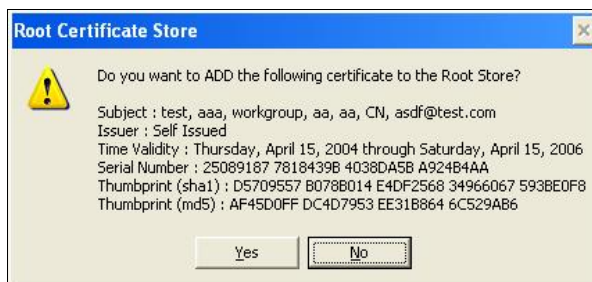 Root Certificate Store
Do you want to ADD the following certificate to the Root Store?
Subject : test, aaa, workgroup, aa, aa, CN, asdf@test.com
Issuer : Self Issued
Time Validity : Thursday, April 15, 2004 through Saturday, April 15, 2006
Serial Number : 25089187 7818439B 4038DA5B A924B4AA
Thumbprint (sha1) : D5709557 B078B014 E4DF2568 34966067 593BE0F8
Thumbprint (md5) : AF45D0FF DC4D7953 EE31B864 6C529AB6
Yes No